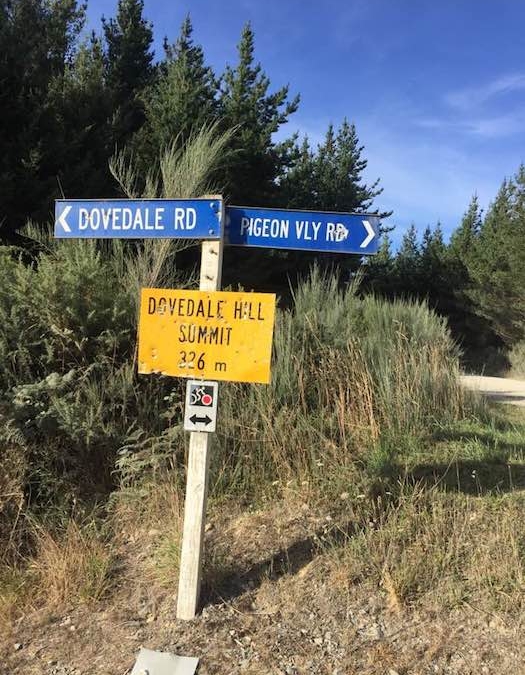 DOVEDALE RD
PIGEON VLY RD
DOVEDALE HILL
SUMMIT
326 m